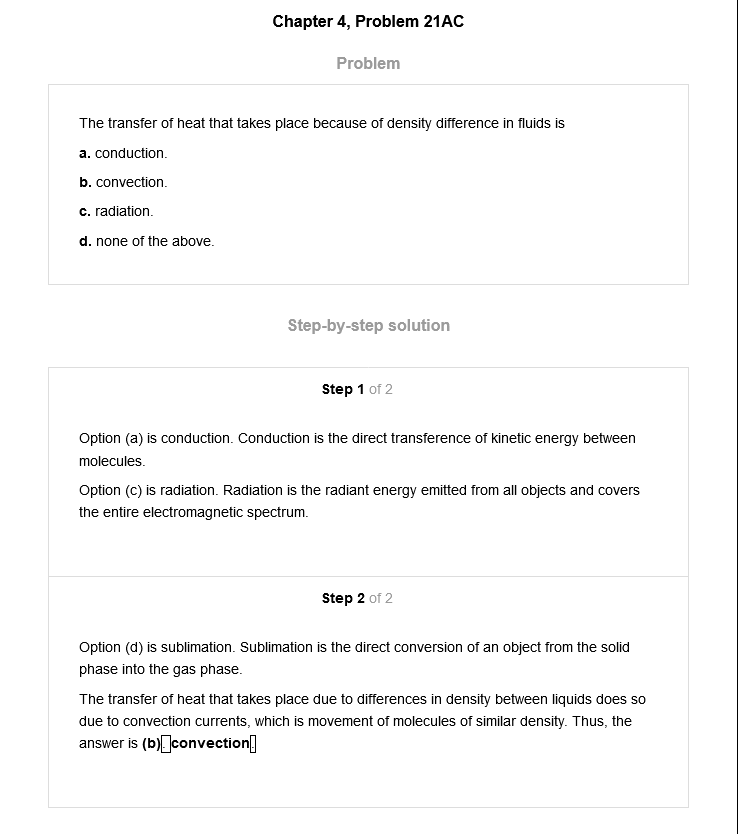 Chapter 4, Problem 21AC
Problem
The transfer of heat that takes place because of density difference in fluids is
a. conduction.
b. convection.
c. radiation.
d. none of the above.
Step-by-step solution
Step 1 of 2
Option (a) is conduction. Conduction is the direct transference of kinetic energy between
molecules.
Option (c) is radiation. Radiation is the radiant energy emitted from all objects and covers
the entire electromagnetic spectrum.
Step 2 of 2
Option (d) is sublimation. Sublimation is the direct conversion of an object from the solid
phase into the gas phase.
The transfer of heat that takes place due to differences in density between liquids does so
due to convection currents, which is movement of molecules of similar density. Thus, the
answer is (b). convection.